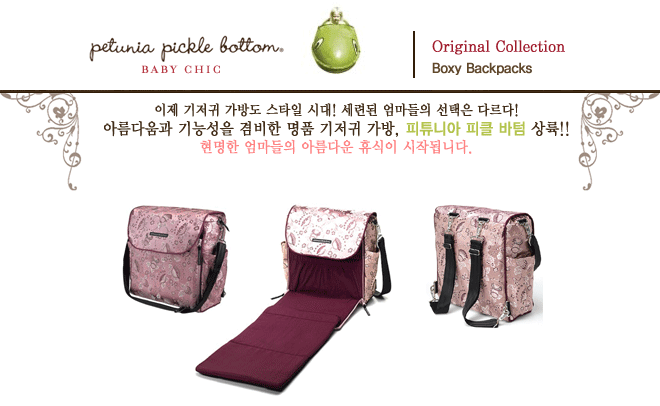 petunia pickle bottom®
BABY CHIC
Original Collection
Boxy Backpacks
이제 기저귀 가방도 스타일 시대! 세련된 엄마들의 선택은 다르다!
아름다움과 기능성을 겸비한 명품 기저귀 가방, 피튜니아 피클 바텀 상륙!!
현명한 엄마들의 아름다운 휴식이 시작됩니다.